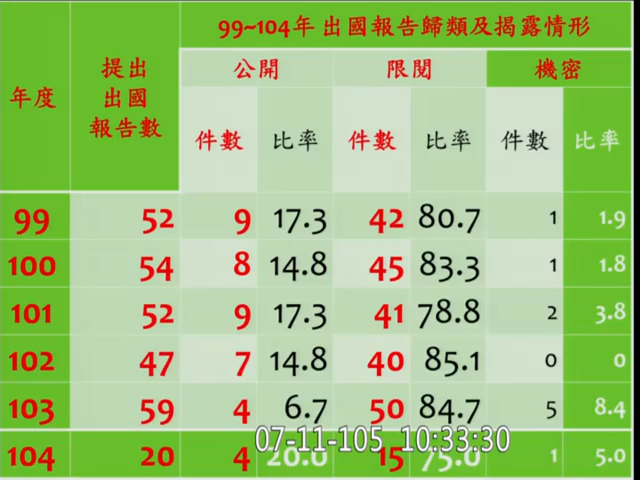 99~104年 出國報告歸類及揭露情形
年度 提出出國報告數 公開 限閱 機密
件數 比率 件數 比率 件數 比率
99 52 9 17.3 42 80.7 1 1.9
100 54 8 14.8 45 83.3 1 1.8
101 52 9 17.3 41 78.8 2 3.8
102 47 7 14.8 40 85.1 0 0
103 59 4 6.7 50 84.7 5 8.4
07-11-105 10:33:30
104 20 4 20.0 15 75.0 1 5.0